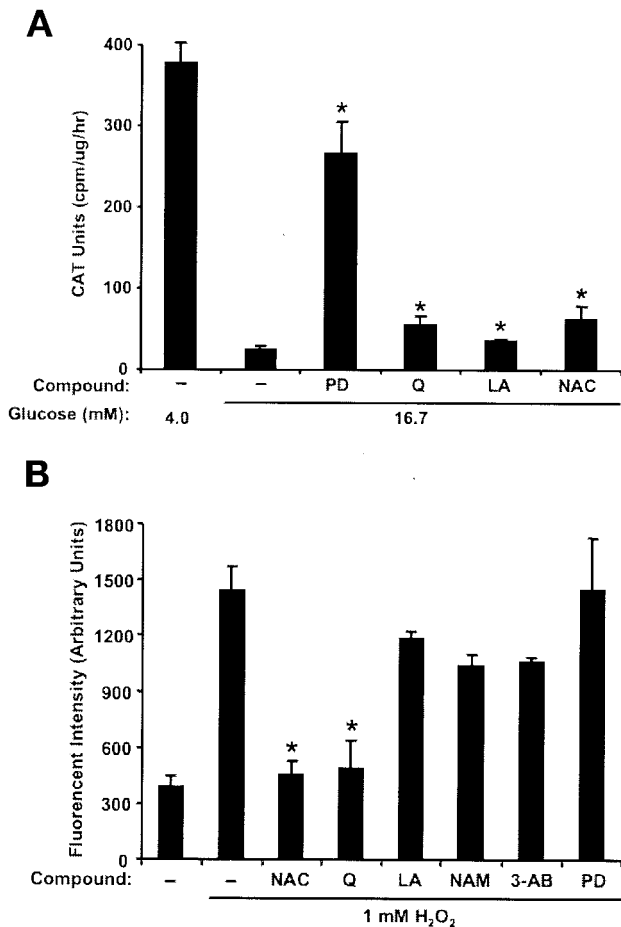 A
CAT Units (cpm/ug/hr)
400
300
200
100
0
*
*
*
*
Compound: – – PD Q LA NAC
Glucose (mM): 4.0 16.7
B
Fluorencent Intensity (Arbitrary Units)
1800
1500
1200
900
600
300
0
*
*
Compound: – – NAC Q LA NAM 3-AB PD
1 mM H₂O₂